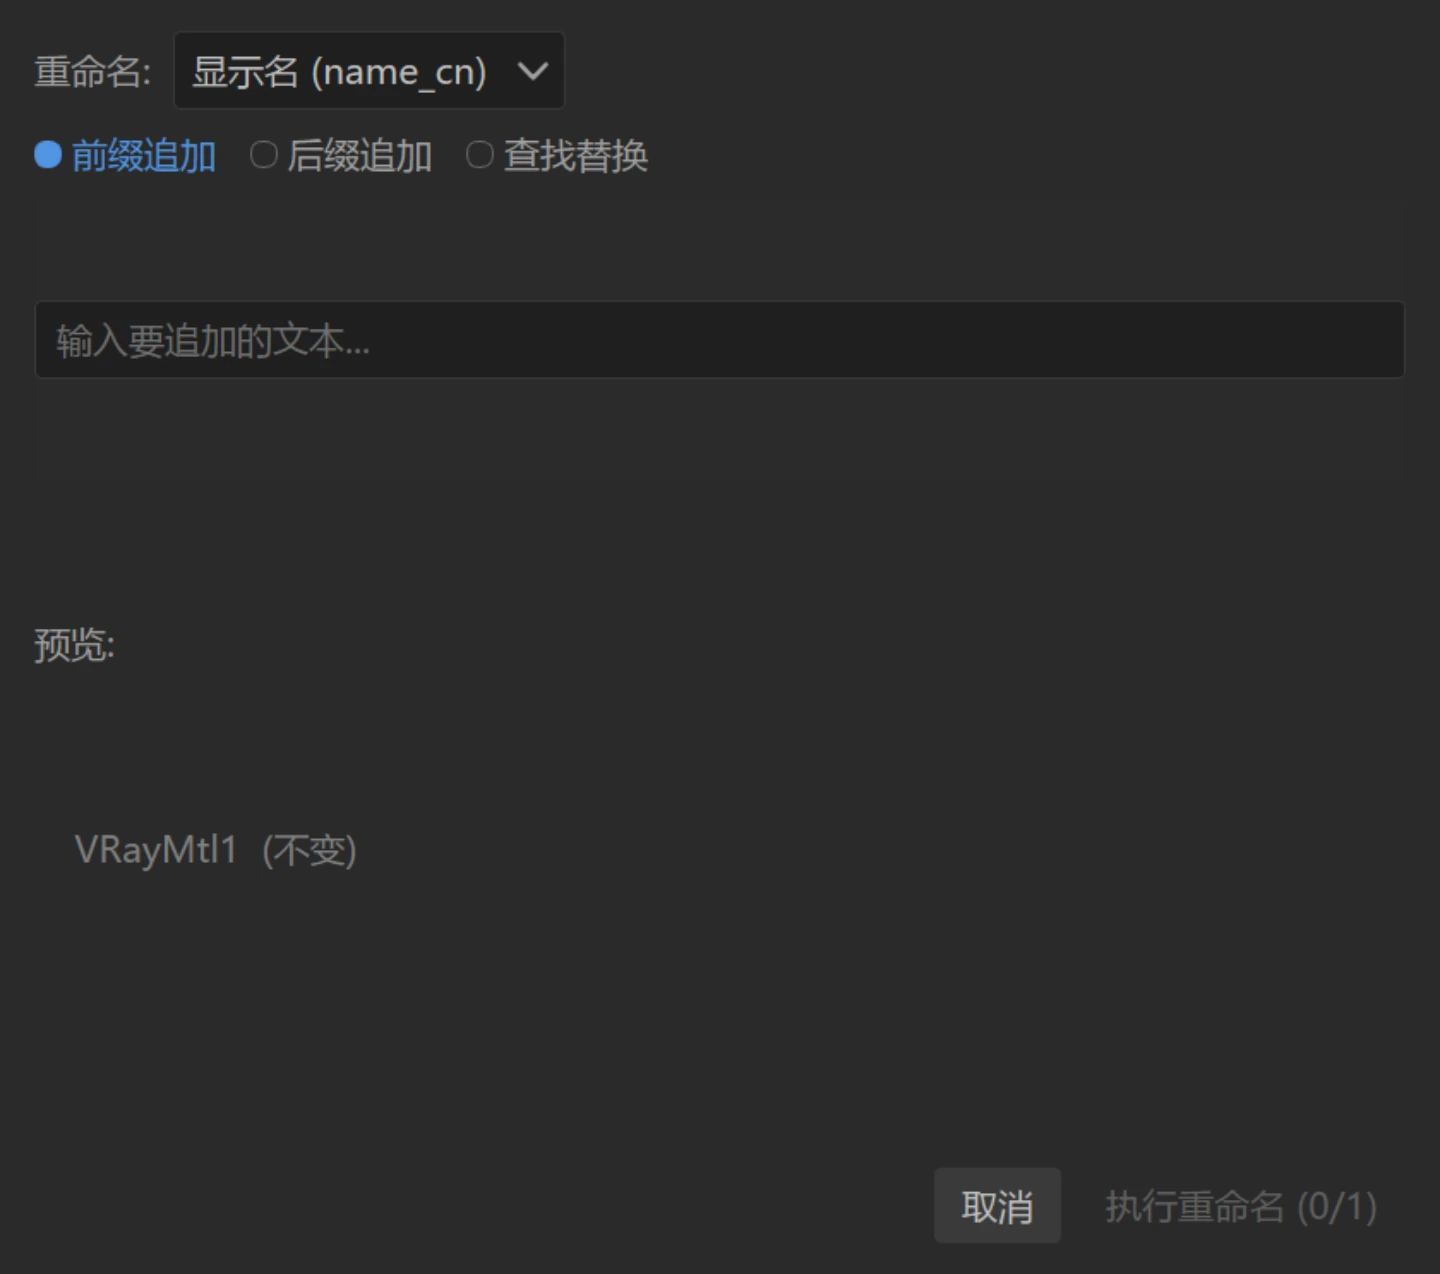 重命名: 显示名 (name_cn)
前缀追加 后缀追加 查找替换
输入要追加的文本...
预览:
VRayMtl1 (不变)
取消 执行重命名 (0/1)